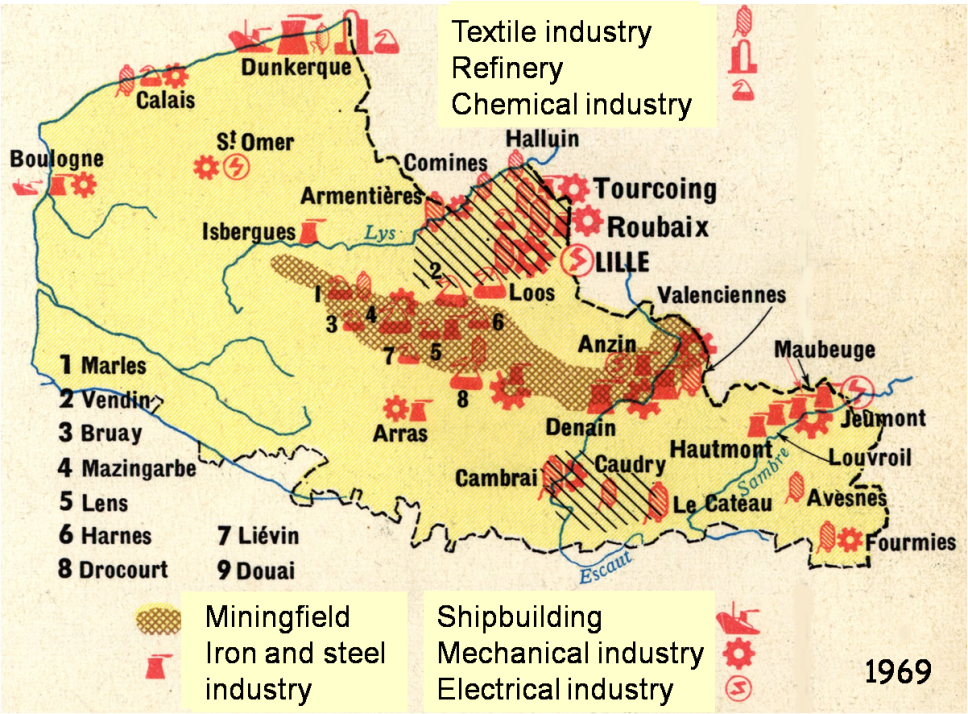 Textile industry
Refinery
Chemical industry
Dunkerque
Calais
Sᵗ Omer
Halluin
Boulogne
Comines
Armentières
Tourcoing
Isbergues
Lys
Roubaix
LILLE
2
Loos
1
Valenciennes
3 4
6
7 5
Anzin
Maubeuge
1 Marles
8
2 Vendin
Arras
Denain
Jeumont
3 Bruay
Hautmont
Louvroil
4 Mazingarbe
Cambrai
Caudry
Sambre
5 Lens
Le Cateau
Avèsnes
6 Harnes
7 Liévin
Fourmies
8 Drocourt
9 Douai
Escaut
Miningfield
Iron and steel
industry
Shipbuilding
Mechanical industry
Electrical industry
1969